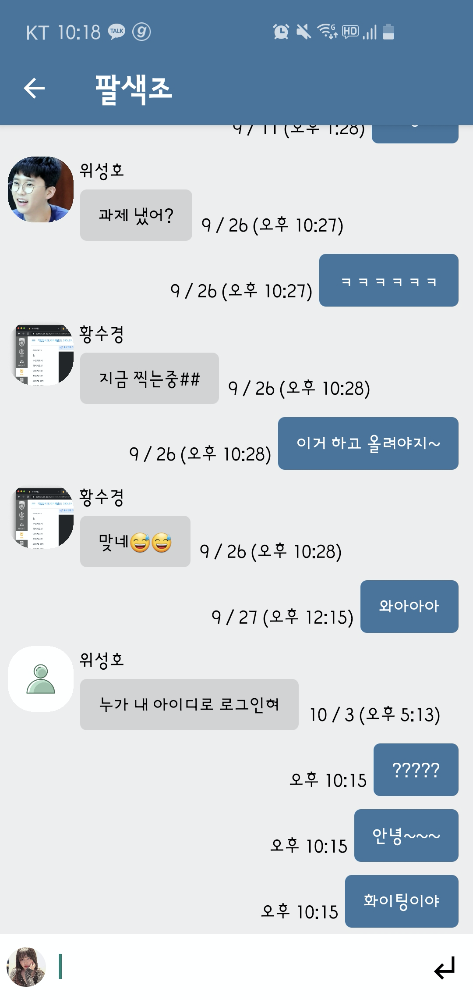 KT 10:18 TALK g G HD
팔색조
9 / 11 (오후 1:28)
위성호
과제 냈어?
9 / 26 (오후 10:27)
ㅋㅋㅋㅋㅋㅋ
9 / 26 (오후 10:27)
황수경
지금 찍는중##
9 / 26 (오후 10:28)
이거 하고 올려야지~
9 / 26 (오후 10:28)
황수경
맞네😅😅
9 / 26 (오후 10:28)
와아아아
9 / 27 (오후 12:15)
위성호
누가 내 아이디로 로그인혀
10 / 3 (오후 5:13)
?????
오후 10:15
안녕~~~
오후 10:15
화이팅이야
오후 10:15